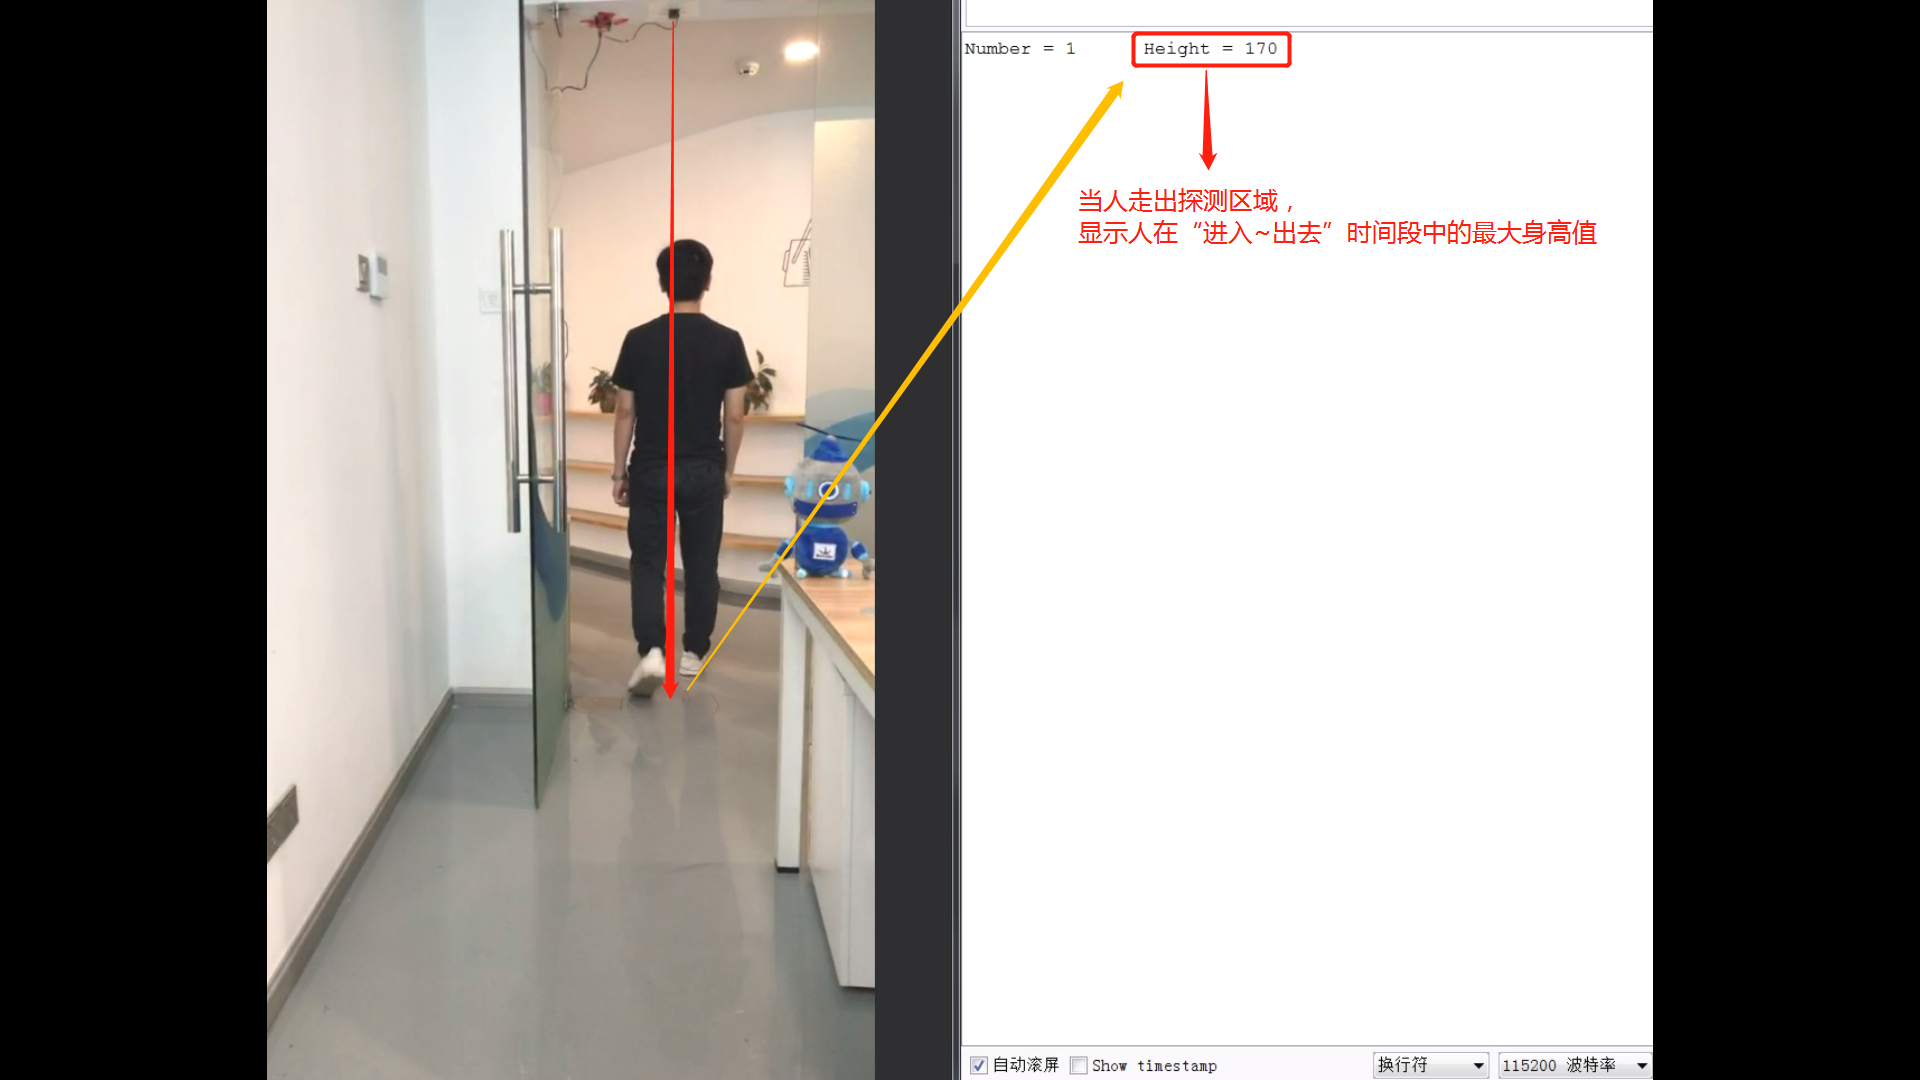 Number = 1 Height = 170
当人走出探测区域，
显示人在“进入~出去”时间段中的最大身高值
自动滚屏 Show timestamp 换行符 115200 波特率